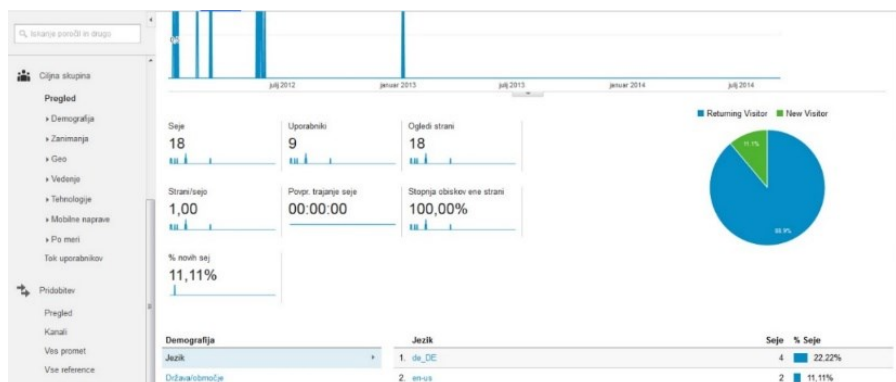 Iskanje poročil in drugo
Ciljna skupina
Pregled
Demografija
Zanimanja
Geo
Vedenje
Tehnologije
Mobilne naprave
Po meri
Tok uporabnikov
Pridobitev
Pregled
Kanali
Ves promet
Vse reference
julij 2012 januar 2013 julij 2013 januar 2014 julij 2014
Returning Visitor New Visitor
Seje Uporabniki Ogledi strani
18 9 18
11.1%
Strani/sejo Povpr. trajanje seje Stopnja obiskov ene strani
1,00 00:00:00 100,00%
88.9%
% novih sej
11,11%
Demografija Jezik Seje % Seje
Jezik 1. de_DE 4 22,22%
Država/območje 2. en-us 2 11,11%